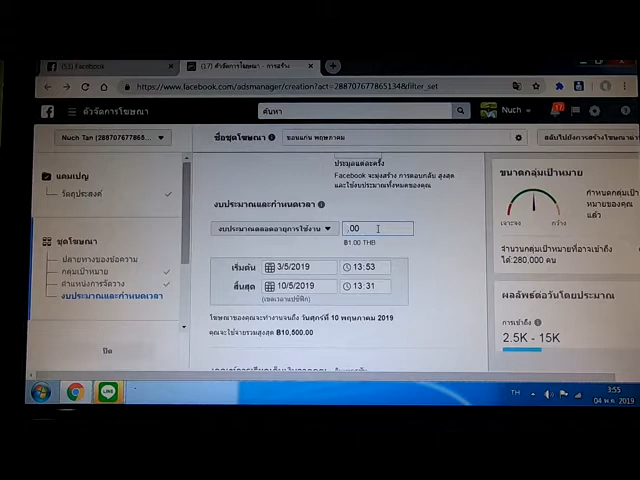 (53) Facebook
(17) ตัวจัดการโฆษณา - การสร้าง
https://www.facebook.com/adsmanager/creation?act=288707677865134&filter_set
ตัวจัดการโฆษณา
ค้นหา
Nuch
17
Nuch Tan (288707677865...
ชื่อชุดโฆษณา
ขอนแก่น พฤษภาคม
แคมเปญ
วัตถุประสงค์
ชุดโฆษณา
ปลายทางของข้อความ
กลุ่มเป้าหมาย
ตำแหน่งการจัดวาง
งบประมาณและกำหนดเวลา
ปิด
ประมูลแต่ละครั้ง
Facebook จะมุ่งสร้าง การตอบกลับ สูงสุด
และใช้งบประมาณทั้งหมดของคุณ
งบประมาณและกำหนดเวลา
งบประมาณตลอดอายุการใช้งาน
.00
฿1.00 THB
เริ่มต้น
3/5/2019
13:53
สิ้นสุด
10/5/2019
13:31
(เขตเวลาแปซิฟิก)
โฆษณาของคุณจะทำงานจนถึง วันศุกร์ที่ 10 พฤษภาคม 2019
คุณจะใช้จ่ายรวมสูงสุด ฿10,500.00
ขนาดกลุ่มเป้าหมาย
เจาะจง
กว้าง
กำหนดกลุ่มเป้า
หมายของคุณ
แล้ว
จำนวนกลุ่มเป้าหมายที่อาจเข้าถึง
ได้:280,000 คน
ผลลัพธ์ต่อวันโดยประมาณ
การเข้าถึง
2.5K - 15K
TH
3:55
04 พ.ค. 2019